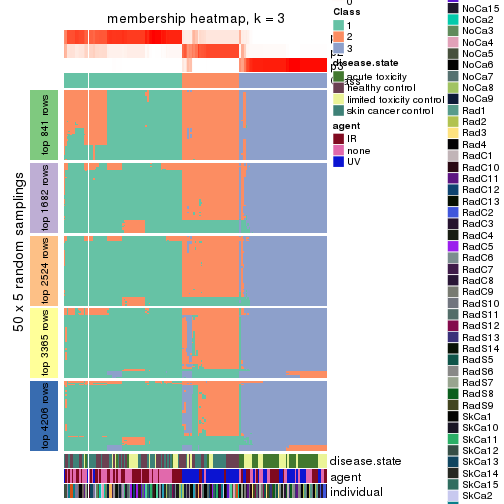 membership heatmap, k = 3
50 x 5 random samplings
top 841 rows
top 1682 rows
top 2524 rows
top 3365 rows
top 4206 rows
p3
disease.state
agent
individual
0
Class
1
2
3
disease.state
acute toxicity
healthy control
limited toxicity control
skin cancer control
agent
IR
none
UV
NoCa15
NoCa2
NoCa3
NoCa4
NoCa5
NoCa6
NoCa7
NoCa8
NoCa9
Rad1
Rad2
Rad3
Rad4
RadC1
RadC10
RadC11
RadC12
RadC13
RadC2
RadC3
RadC4
RadC5
RadC6
RadC7
RadC8
RadC9
RadS10
RadS11
RadS12
RadS13
RadS14
RadS5
RadS6
RadS7
RadS8
RadS9
SkCa1
SkCa10
SkCa11
SkCa12
SkCa13
SkCa14
SkCa15
SkCa2